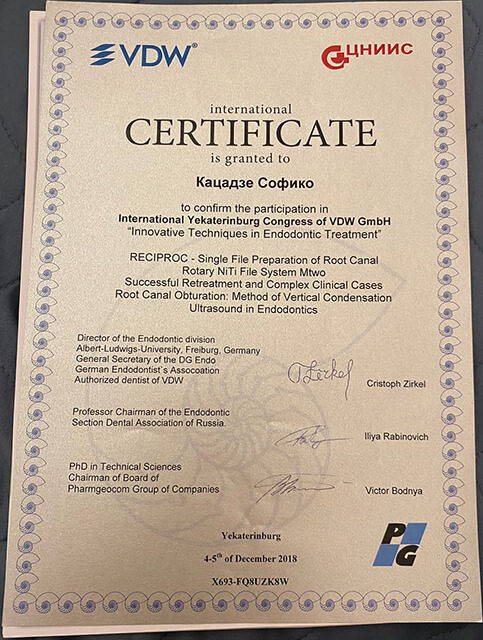 VDW®
ЦНИИС
international
CERTIFICATE
is granted to
Кацадзе Софико
to confirm the participation in
International Yekaterinburg Congress of VDW GmbH
"Innovative Techniques in Endodontic Treatment"
RECIPROC - Single File Preparation of Root Canal
Rotary NiTi File System Mtwo
Successful Retreatment and Complex Clinical Cases
Root Canal Obturation: Method of Vertical Condensation
Ultrasound in Endodontics
Director of the Endodontic division
Albert-Ludwigs-University, Freiburg, Germany
General Secretary of the DG Endo
German Endodontist`s Assocoation
Authorized dentist of VDW
Cristoph Zirkel
Professor Chairman of the Endodontic
Section Dental Association of Russia.
Iliya Rabinovich
PhD in Technical Sciences
Chairman of Board of
Pharmgeocom Group of Companies
Victor Bodnya
Yekaterinburg
4-5th of December 2018
X693-FQ8UZK8W
PG